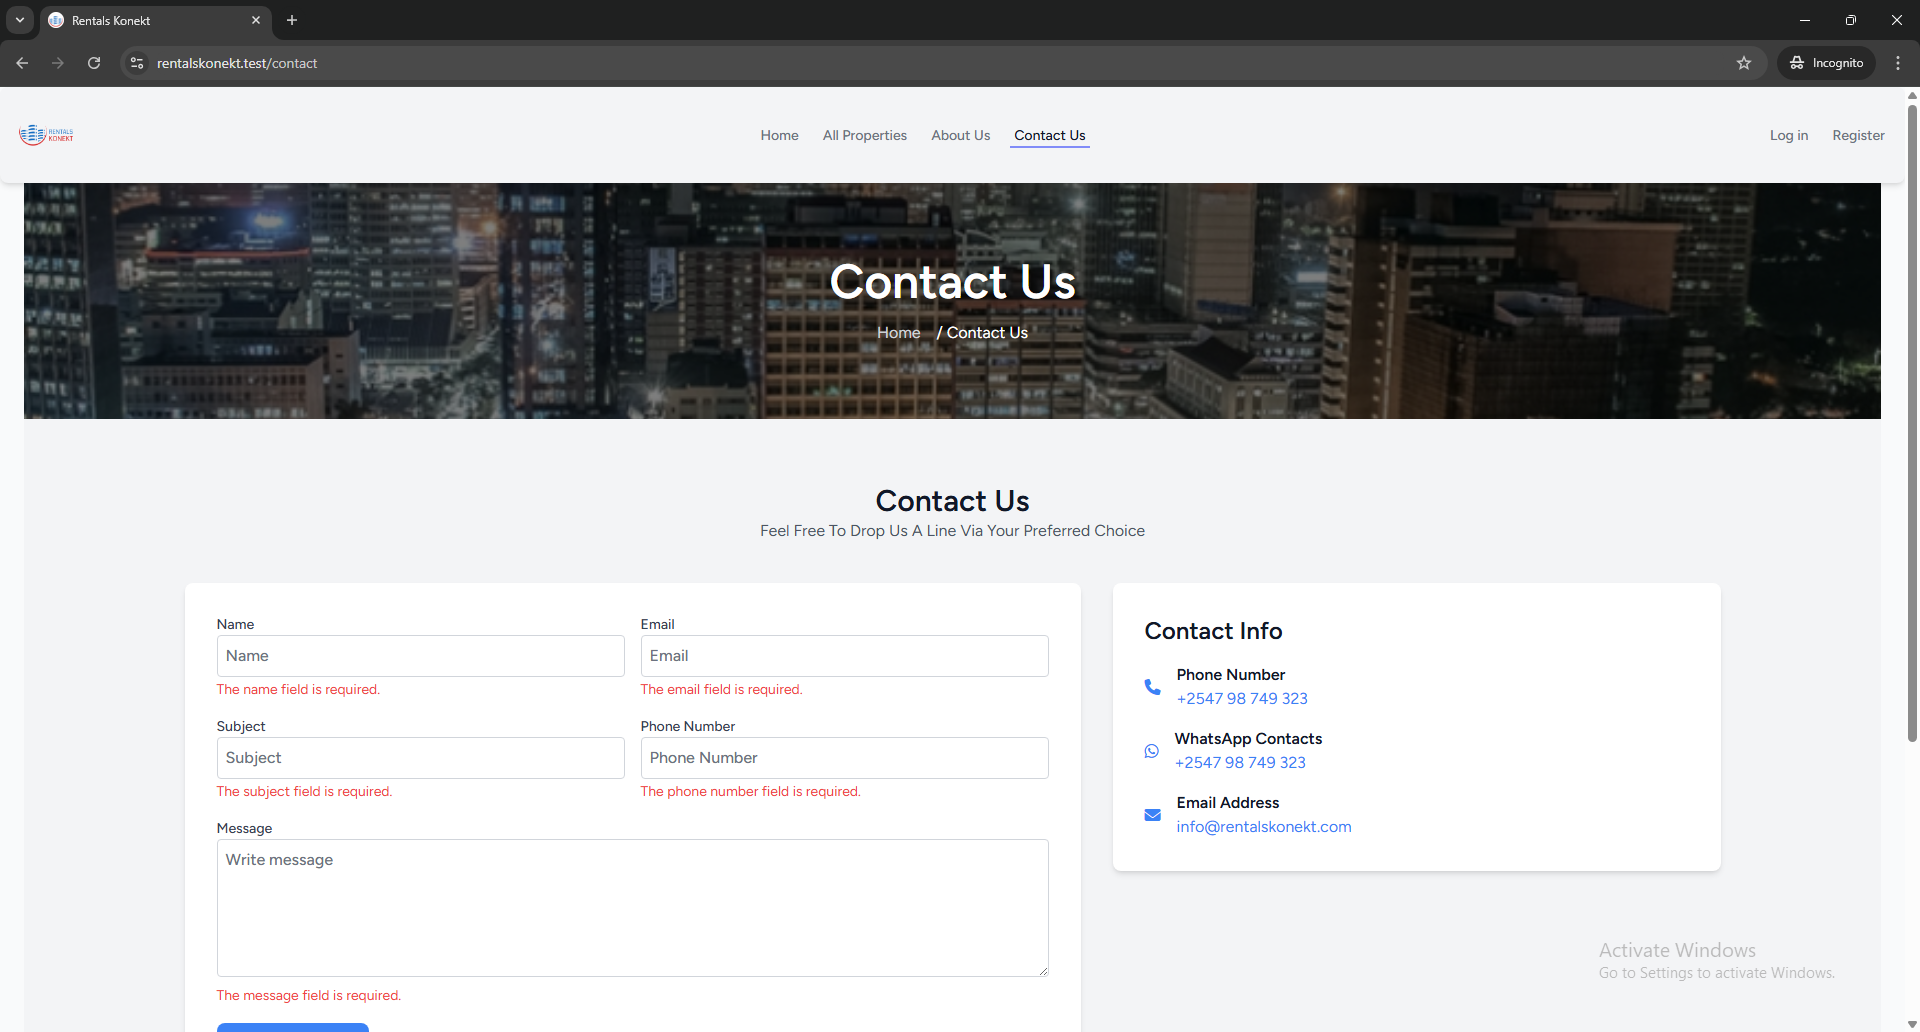 Rentals Konekt
rentalskonekt.test/contact
Incognito
RENTALS
KONEKT
Home
All Properties
About Us
Contact Us
Log in
Register
Contact Us
Home / Contact Us
Contact Us
Feel Free To Drop Us A Line Via Your Preferred Choice
Name
Name
The name field is required.
Email
Email
The email field is required.
Subject
Subject
The subject field is required.
Phone Number
Phone Number
The phone number field is required.
Message
Write message
The message field is required.
Contact Info
Phone Number
+2547 98 749 323
WhatsApp Contacts
+2547 98 749 323
Email Address
info@rentalskonekt.com
Activate Windows
Go to Settings to activate Windows.